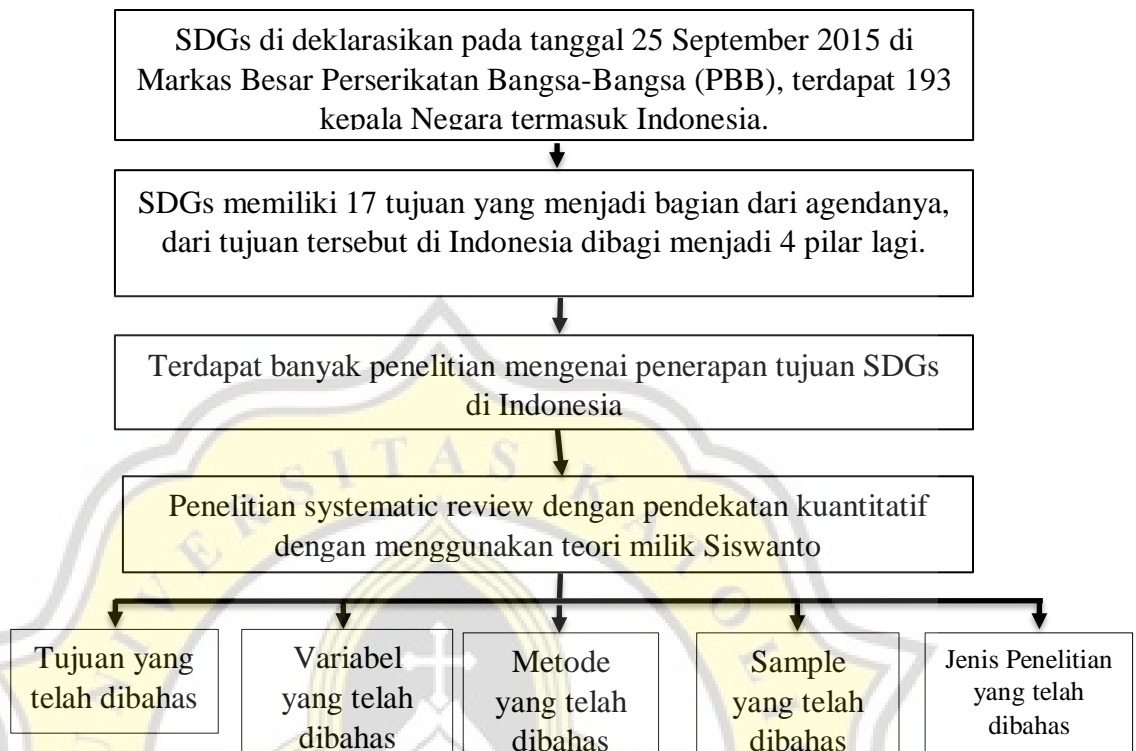 SDGs di deklarasikan pada tanggal 25 September 2015 di
Markas Besar Perserikatan Bangsa-Bangsa (PBB), terdapat 193
kepala Negara termasuk Indonesia.
SDGs memiliki 17 tujuan yang menjadi bagian dari agendanya,
dari tujuan tersebut di Indonesia dibagi menjadi 4 pilar lagi.
Terdapat banyak penelitian mengenai penerapan tujuan SDGs
di Indonesia
Penelitian systematic review dengan pendekatan kuantitatif
dengan menggunakan teori milik Siswanto
Tujuan yang
telah dibahas
Variabel
yang telah
dibahas
Metode
yang telah
dibahas
Sample
yang telah
dibahas
Jenis Penelitian
yang telah
dibahas